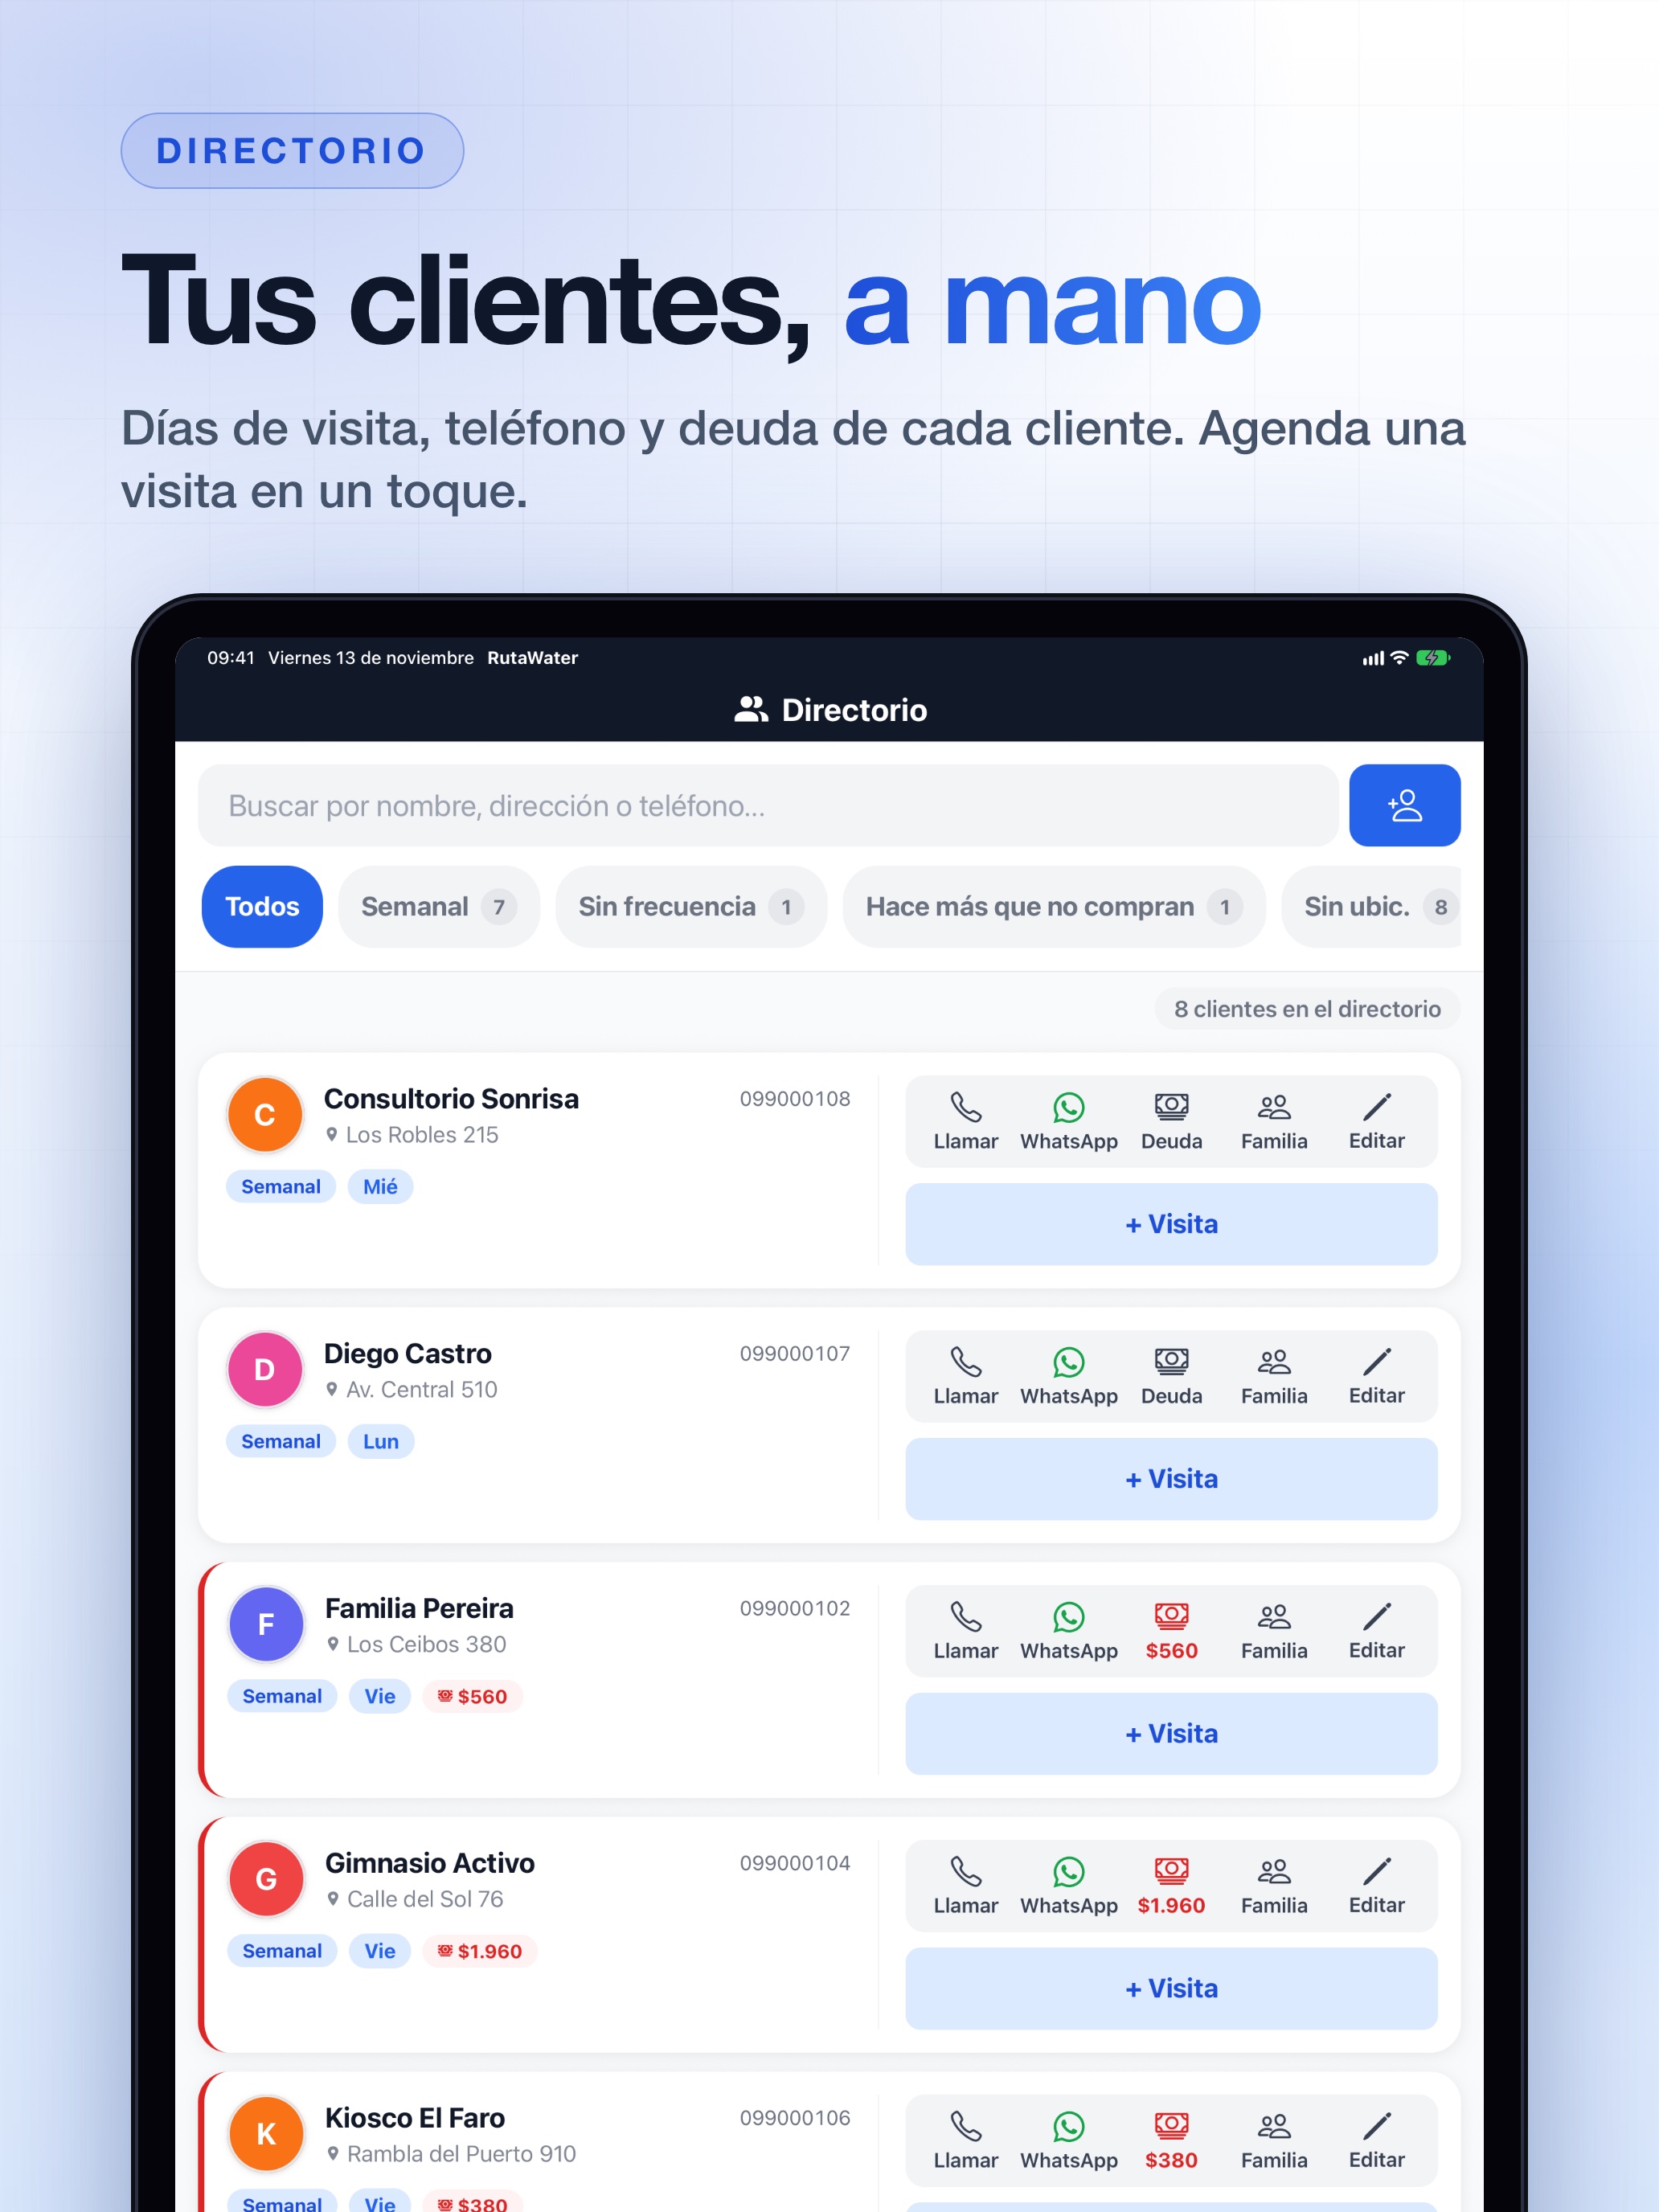 DIRECTORIO
Tus clientes, a mano
Días de visita, teléfono y deuda de cada cliente. Agenda una
visita en un toque.
09:41 Viernes 13 de noviembre RutaWater
Directorio
Buscar por nombre, dirección o teléfono...
Todos Semanal 7 Sin frecuencia 1 Hace más que no compran 1 Sin ubic. 8
8 clientes en el directorio
C Consultorio Sonrisa 099000108
Los Robles 215
Semanal Mié
Llamar WhatsApp Deuda Familia Editar
+ Visita
D Diego Castro 099000107
Av. Central 510
Semanal Lun
Llamar WhatsApp Deuda Familia Editar
+ Visita
F Familia Pereira 099000102
Los Ceibos 380
Semanal Vie $560
Llamar WhatsApp $560 Familia Editar
+ Visita
G Gimnasio Activo 099000104
Calle del Sol 76
Semanal Vie $1.960
Llamar WhatsApp $1.960 Familia Editar
+ Visita
K Kiosco El Faro 099000106
Rambla del Puerto 910
Semanal Vie $380
Llamar WhatsApp $380 Familia Editar